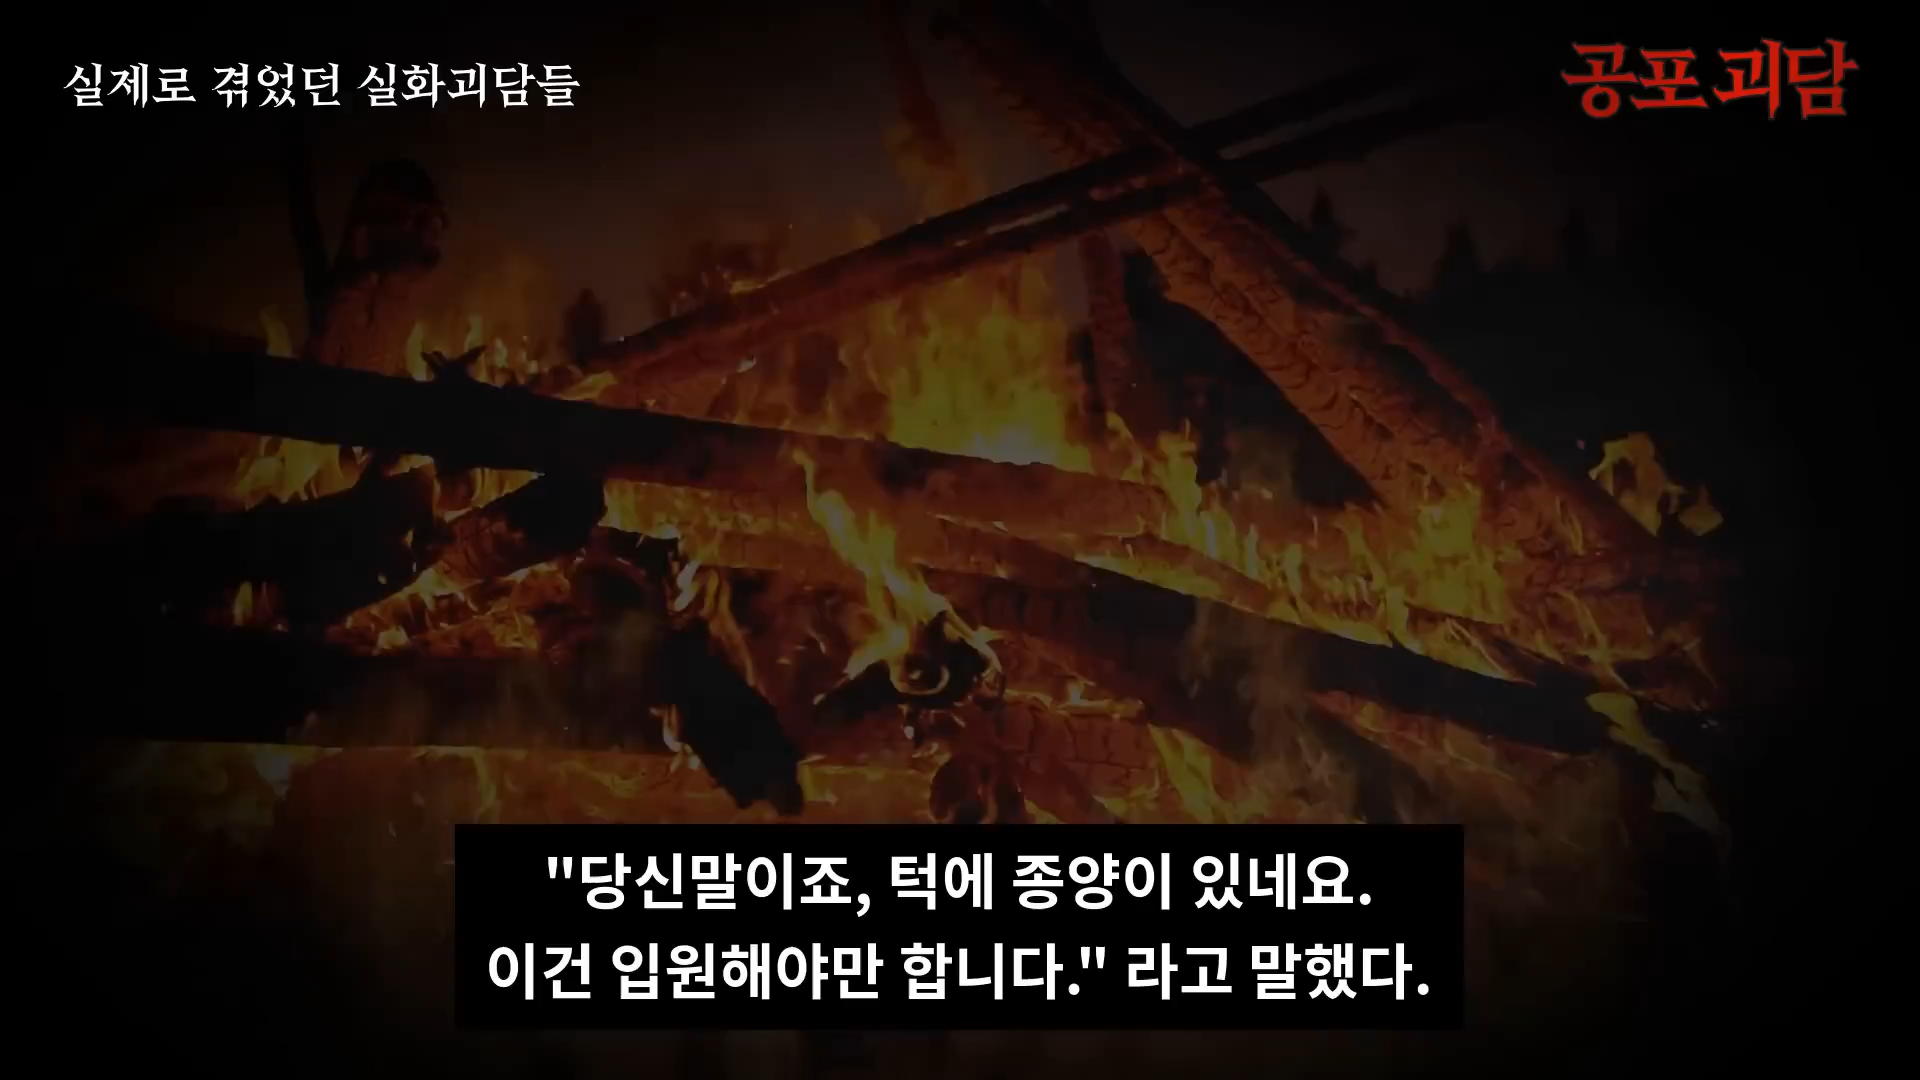 실제로 겪었던 실화괴담들
공포 괴담
"당신말이죠, 턱에 종양이 있네요.
이건 입원해야만 합니다." 라고 말했다.